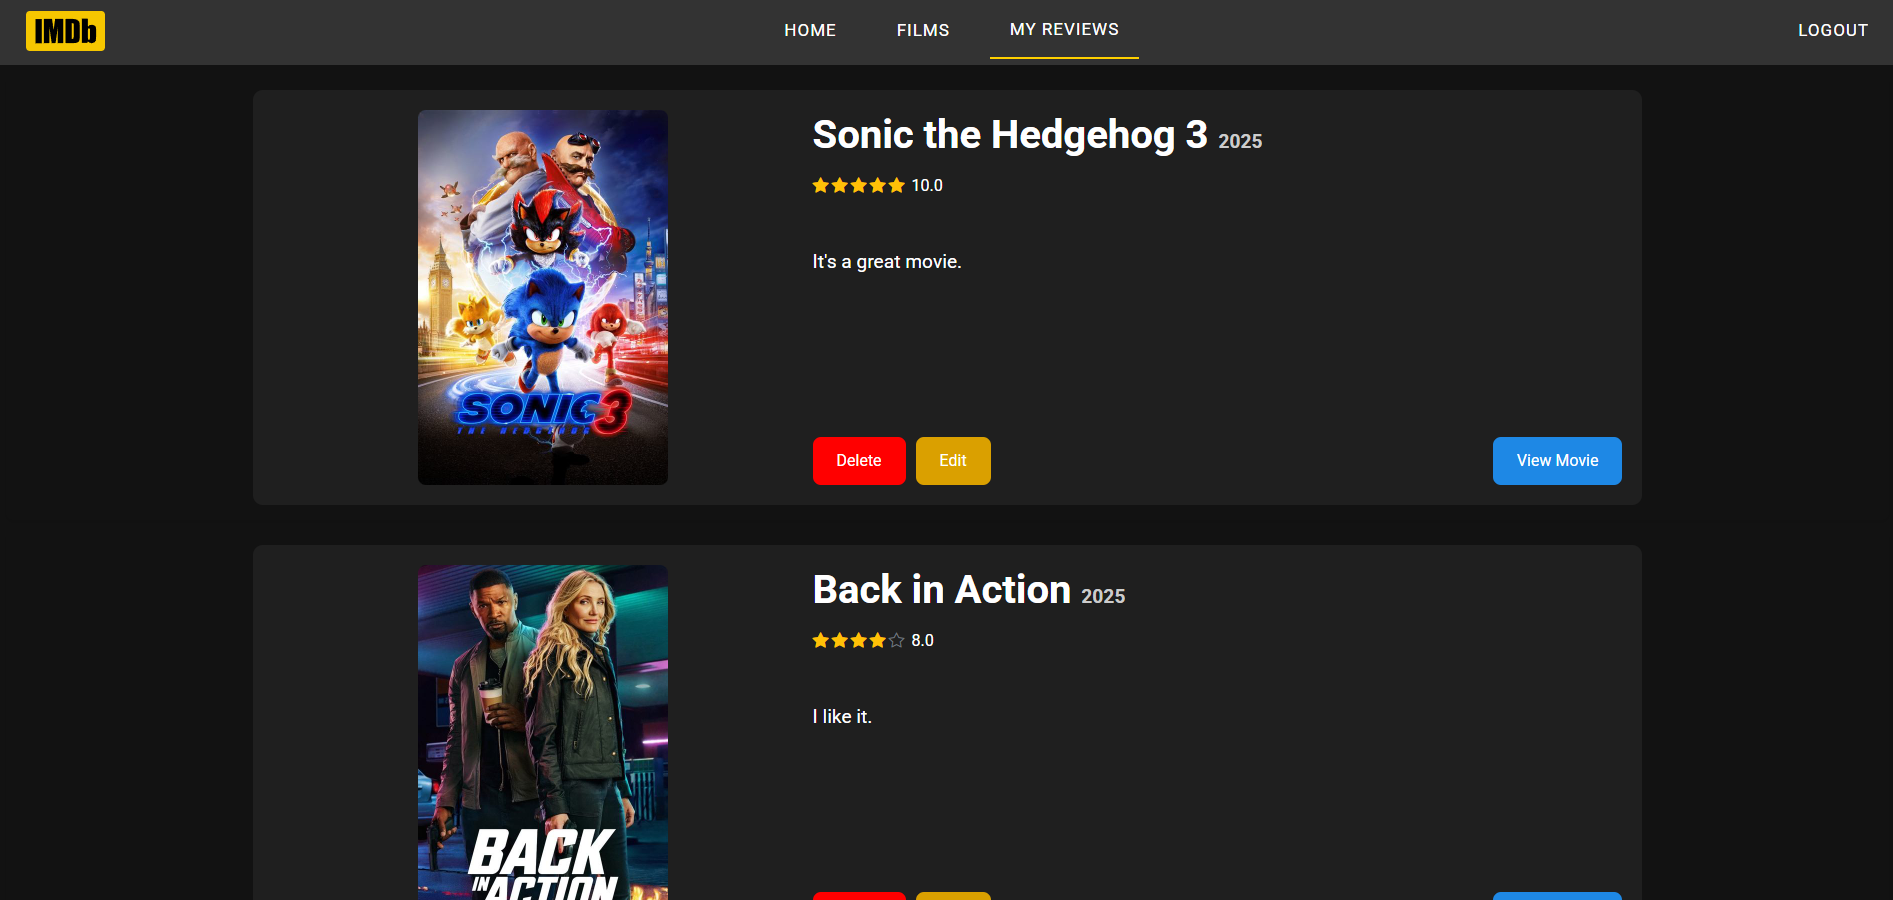 IMDb
HOME
FILMS
MY REVIEWS
LOGOUT
Sonic the Hedgehog 3 2025
10.0
It's a great movie.
SONIC 3
THE HEDGEHOG
Delete
Edit
View Movie
Back in Action 2025
8.0
I like it.
BACK
IN ACTION